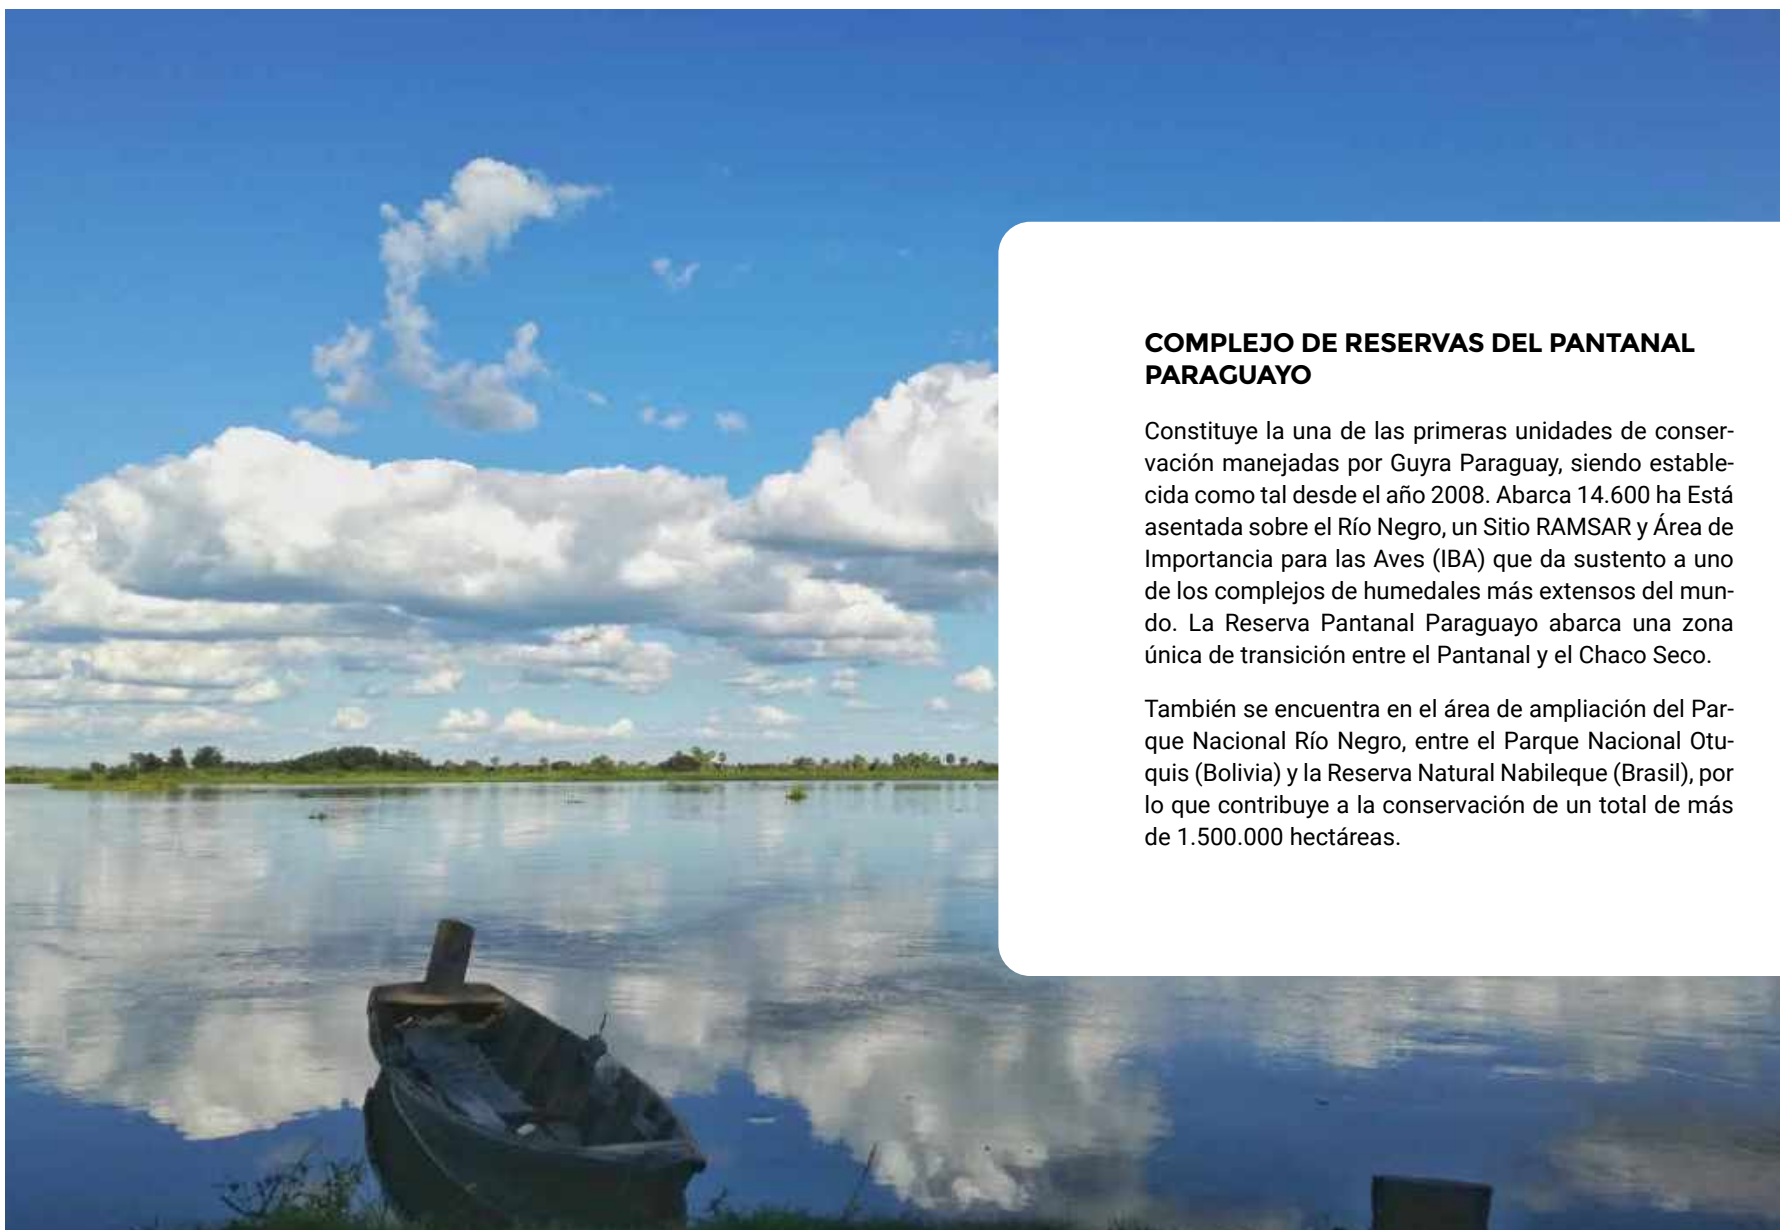 COMPLEJO DE RESERVAS DEL PANTANAL
PARAGUAYO
Constituye la una de las primeras unidades de conser-
vación manejadas por Guyra Paraguay, siendo estable-
cida como tal desde el año 2008. Abarca 14.600 ha Está
asentada sobre el Río Negro, un Sitio RAMSAR y Área de
Importancia para las Aves (IBA) que da sustento a uno
de los complejos de humedales más extensos del mun-
do. La Reserva Pantanal Paraguayo abarca una zona
única de transición entre el Pantanal y el Chaco Seco.
También se encuentra en el área de ampliación del Par-
que Nacional Río Negro, entre el Parque Nacional Otu-
quis (Bolivia) y la Reserva Natural Nabileque (Brasil), por
lo que contribuye a la conservación de un total de más
de 1.500.000 hectáreas.